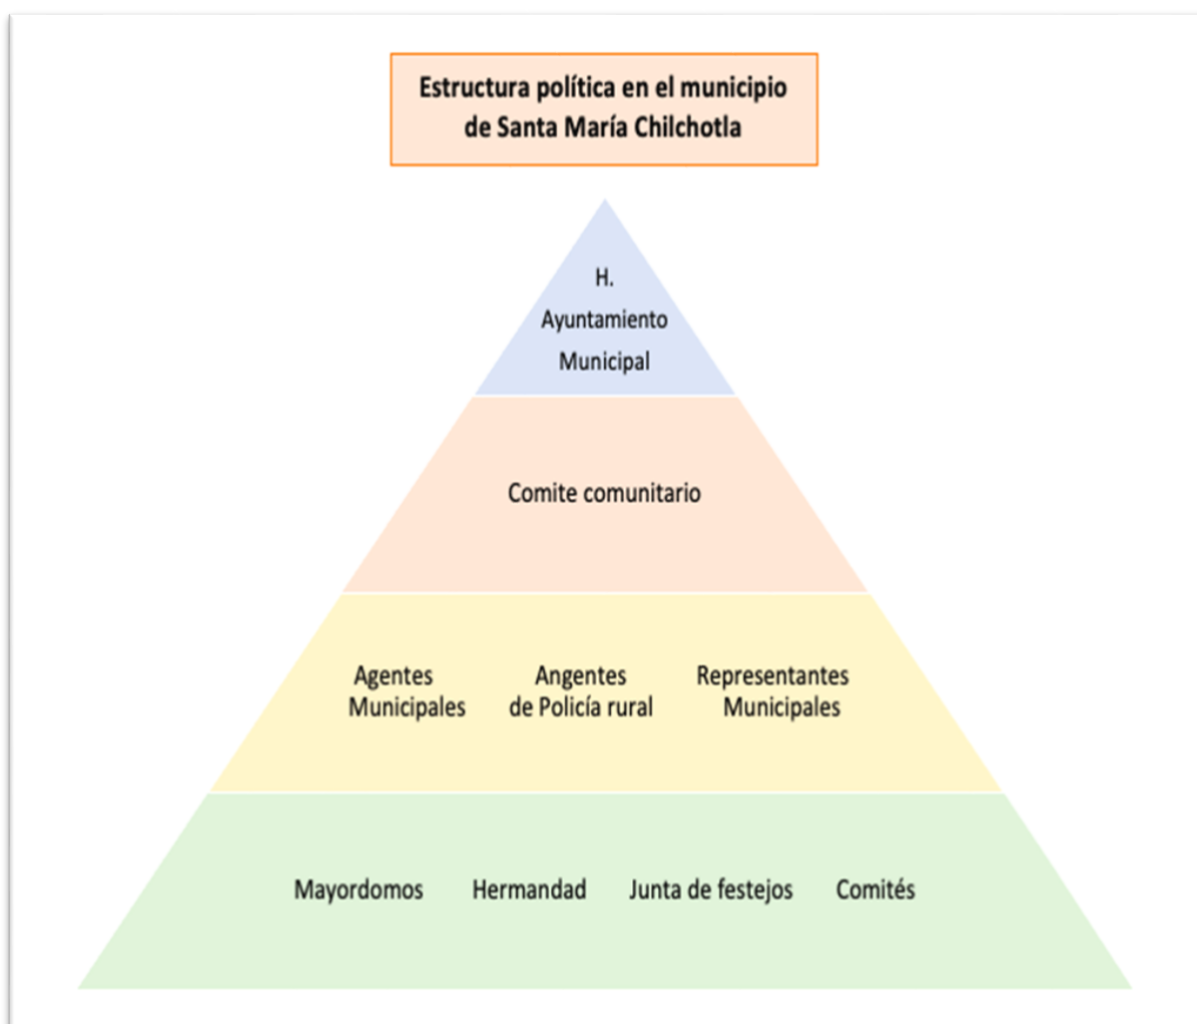 Estructura política en el municipio
de Santa María Chilchotla
H.
Ayuntamiento
Municipal
Comite comunitario
Agentes
Municipales
Angentes
de Policía rural
Representantes
Municipales
Mayordomos
Hermandad
Junta de festejos
Comités